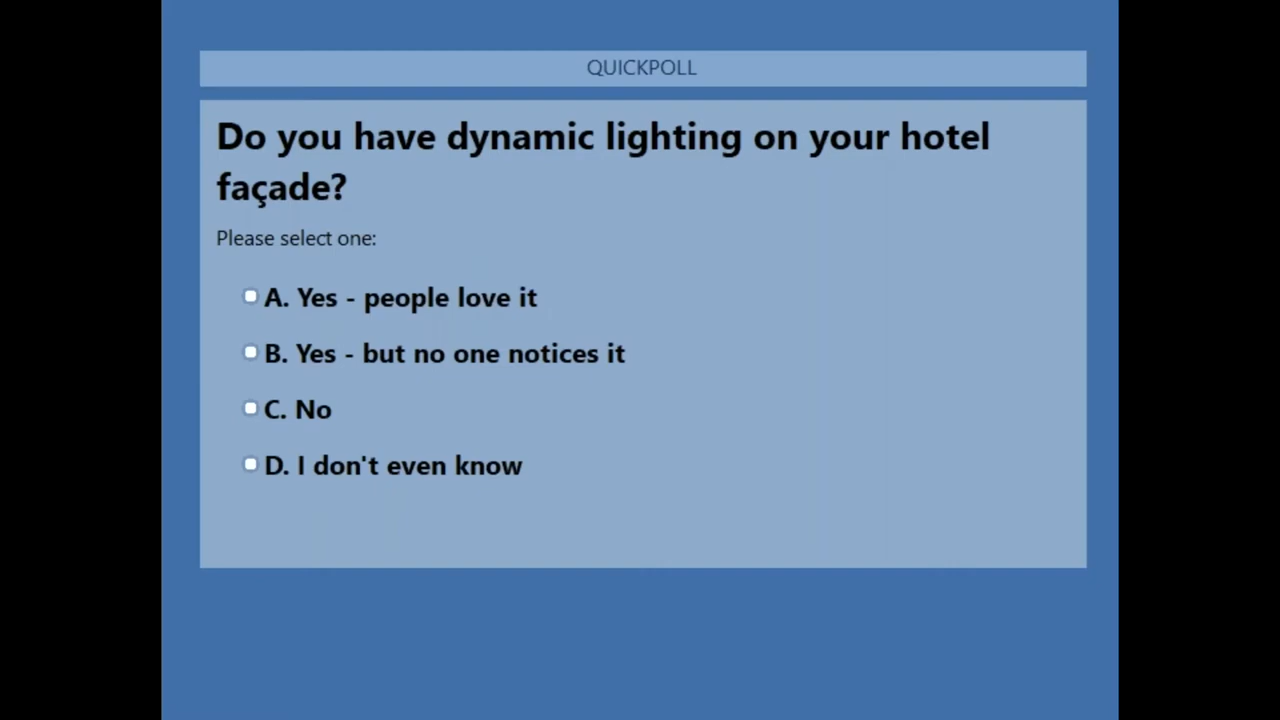 QUICKPOLL
Do you have dynamic lighting on your hotel
façade?
Please select one:
A. Yes - people love it
B. Yes - but no one notices it
C. No
D. I don't even know